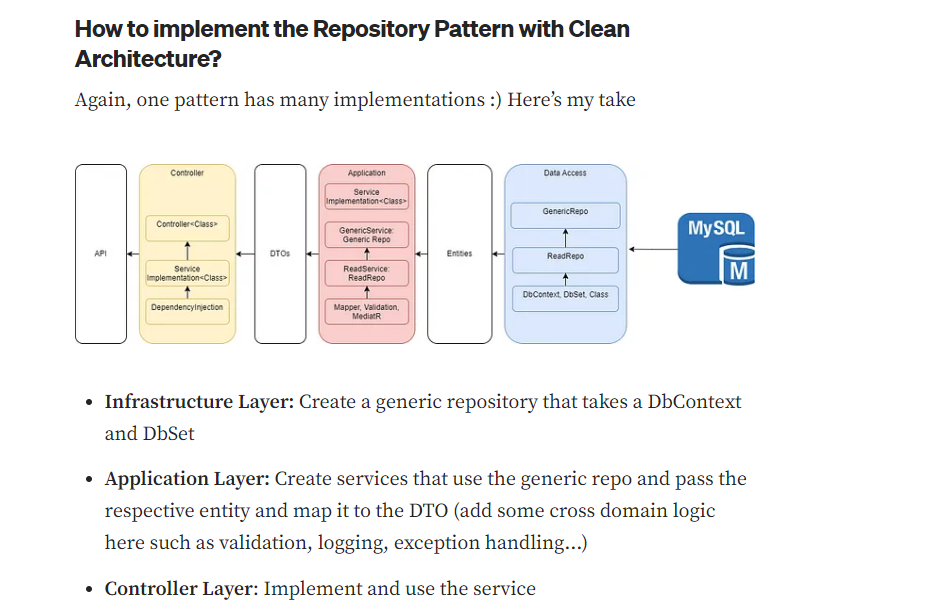 How to implement the Repository Pattern with Clean
Architecture?
Again, one pattern has many implementations :) Here’s my take
API
Controller
Controller<Class>
Service
Implementation<Class>
DependencyInjection
DTOs
Application
Service
Implementation<Class>
GenericService:
Generic Repo
ReadService:
ReadRepo
Mapper, Validation,
MediatR
Entities
Data Access
GenericRepo
ReadRepo
DbContext, DbSet, Class
MySQL
M
• Infrastructure Layer: Create a generic repository that takes a DbContext
and DbSet
• Application Layer: Create services that use the generic repo and pass the
respective entity and map it to the DTO (add some cross domain logic
here such as validation, logging, exception handling…)
• Controller Layer: Implement and use the service